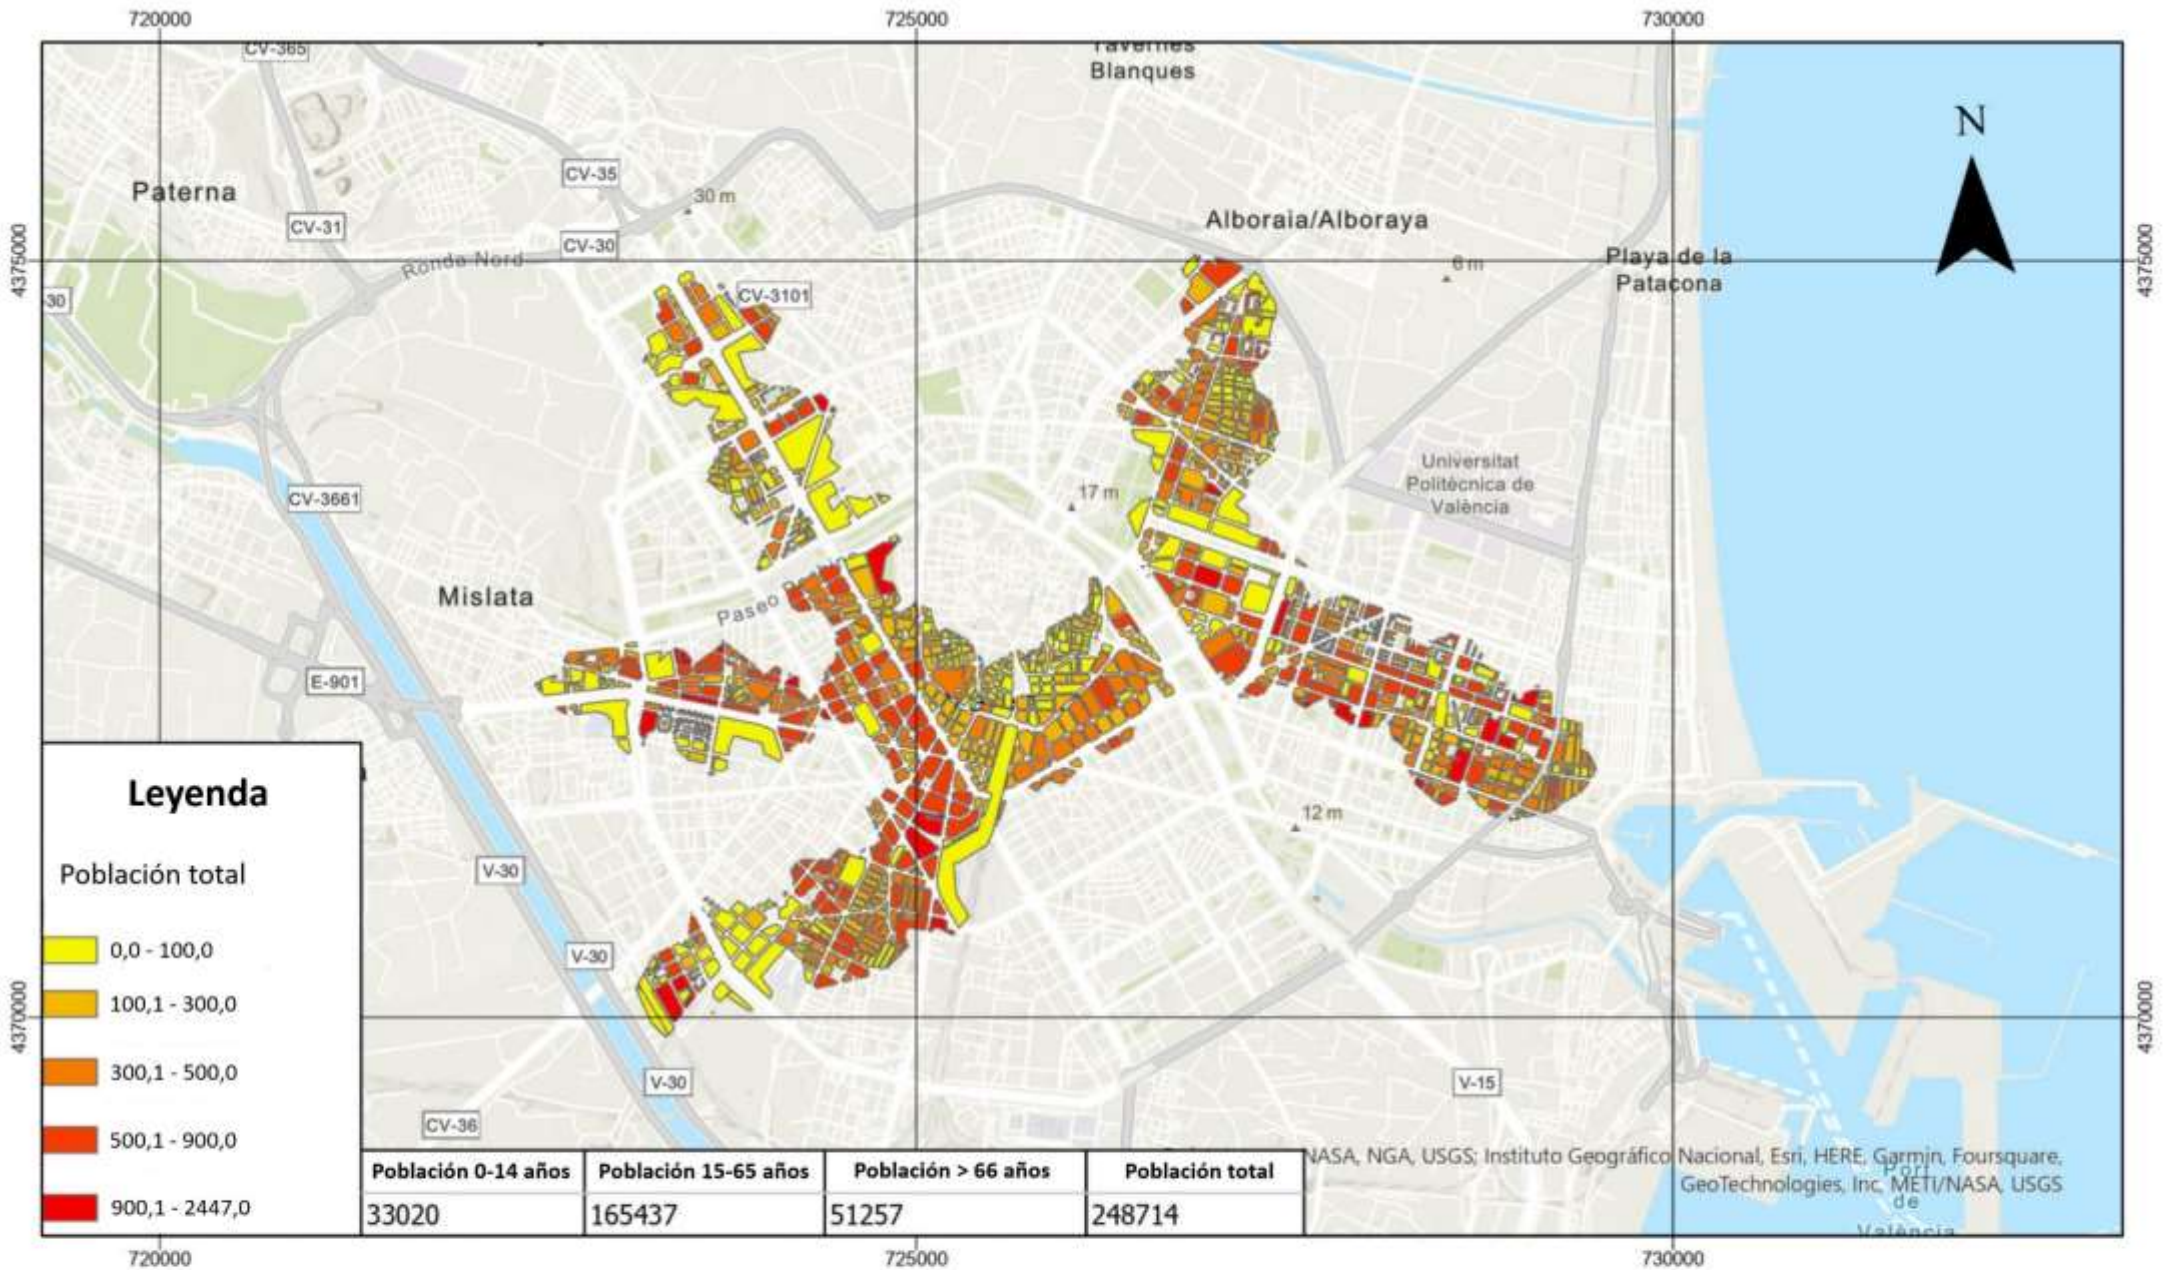 720000
725000
730000
CV-365
Tavernes
Blanques
N
CV-35
Paterna
30 m
CV-31
Alboraia/Alboraya
CV-30
4375000
4375000
Ronda Nord
Playa de la
Patacona
6 m
-30
CV-3101
Universitat
Politècnica de
València
CV-3661
17 m
Mislata
Paseo
E-901
Leyenda
12 m
Población total
V-30
0,0 - 100,0
V-30
100,1 - 300,0
4370000
4370000
300,1 - 500,0
V-30
V-15
500,1 - 900,0
CV-36
900,1 - 2447,0
NASA, NGA, USGS; Instituto Geográfico Nacional, Esri, HERE, Garmin, Foursquare,
GeoTechnologies, Inc, METI/NASA, USGS
Port
de
València
Población 0-14 años Población 15-65 años Población > 66 años Población total
33020 165437 51257 248714
720000
725000
730000